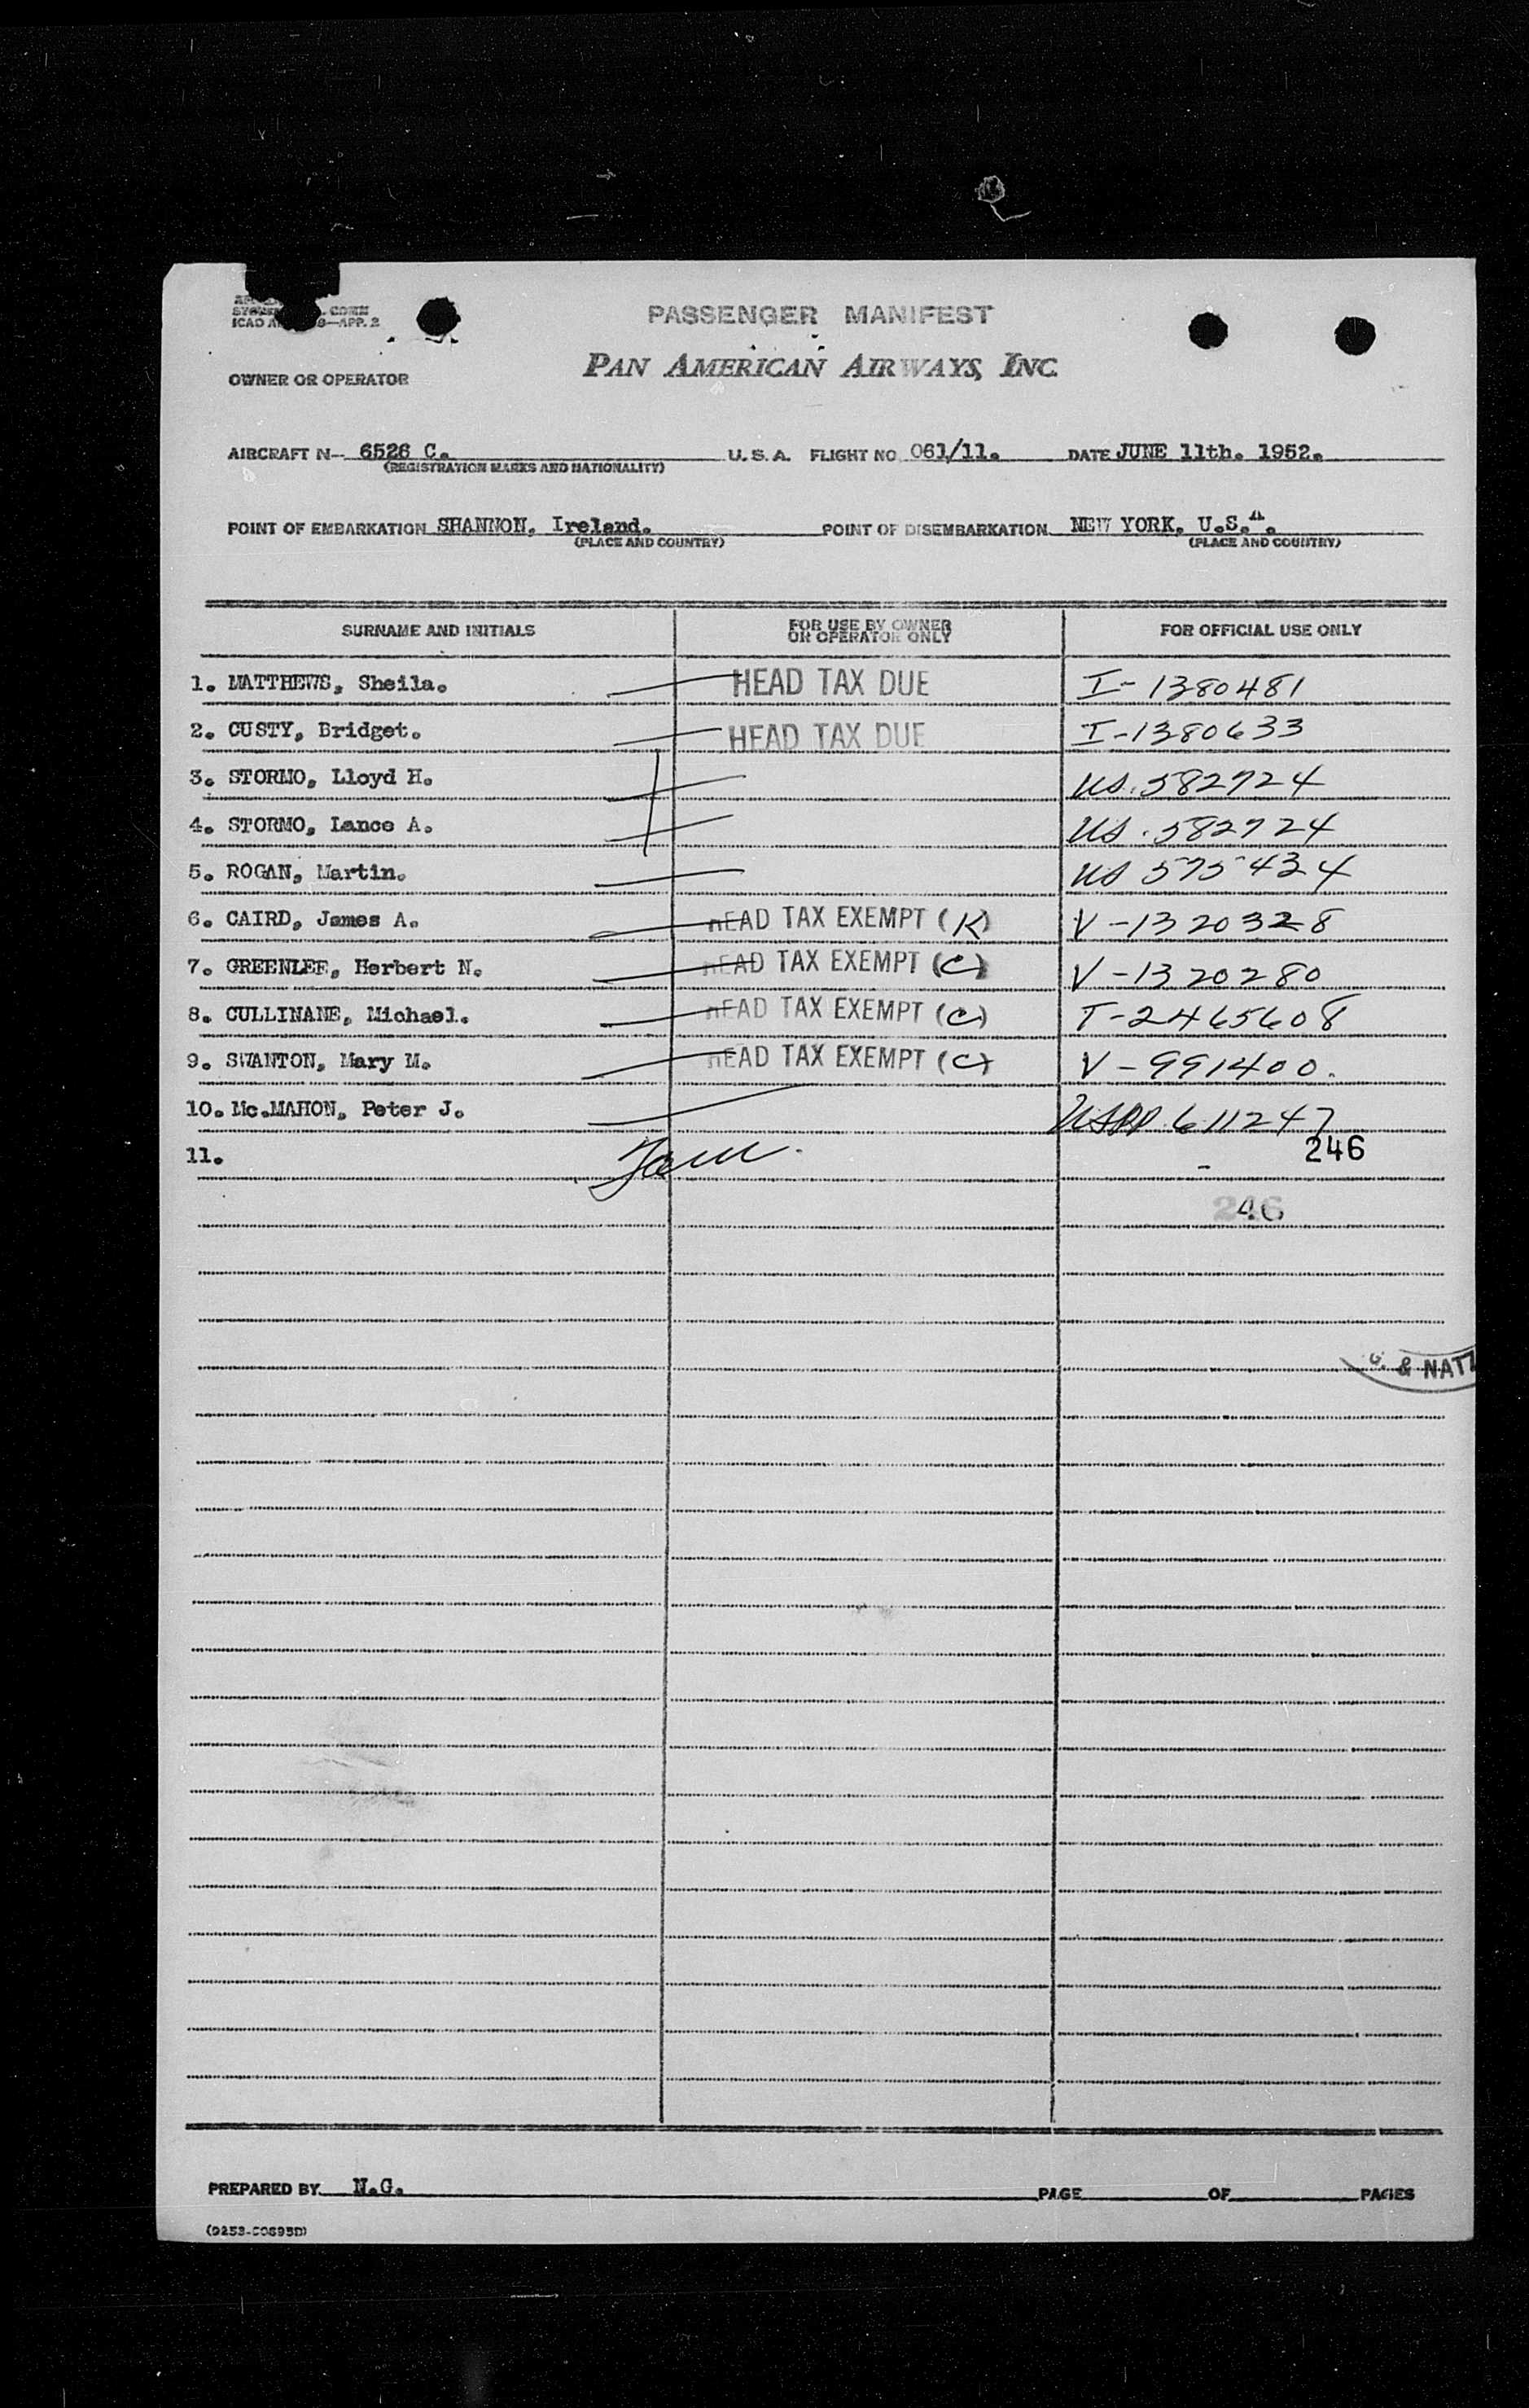 ICAO AN 9—APP. 2
PASSENGER MANIFEST
PAN AMERICAN AIRWAYS, INC.
OWNER OR OPERATOR
AIRCRAFT N- 6526 C. U.S.A. FLIGHT NO 061/11. DATE JUNE 11th. 1952.
(REGISTRATION MARKS AND NATIONALITY)
POINT OF EMBARKATION SHANNON, Ireland. POINT OF DISEMBARKATION NEW YORK, U.S.A.
(PLACE AND COUNTRY) (PLACE AND COUNTRY)
SURNAME AND INITIALS FOR USE BY OWNER OR OPERATOR ONLY FOR OFFICIAL USE ONLY
1. MATTHEWS, Sheila. HEAD TAX DUE I-1380481
2. CUSTY, Bridget. HEAD TAX DUE I-1380633
3. STORMO, Lloyd H. US. 582724
4. STORMO, Lance A. US. 582724
5. ROGAN, Martin. US 575434
6. CAIRD, James A. HEAD TAX EXEMPT (K) V-1320328
7. GREENLEE, Herbert N. HEAD TAX EXEMPT (C) V-1320280
8. CULLINANE, Michael. HEAD TAX EXEMPT (C) T-2465608
9. SWANTON, Mary M. HEAD TAX EXEMPT (C) V-991400.
10. Mc.MAHON, Peter J. USPP 611247
11. 246
246
G. & NATZ
PREPARED BY N.G. PAGE OF PAGES